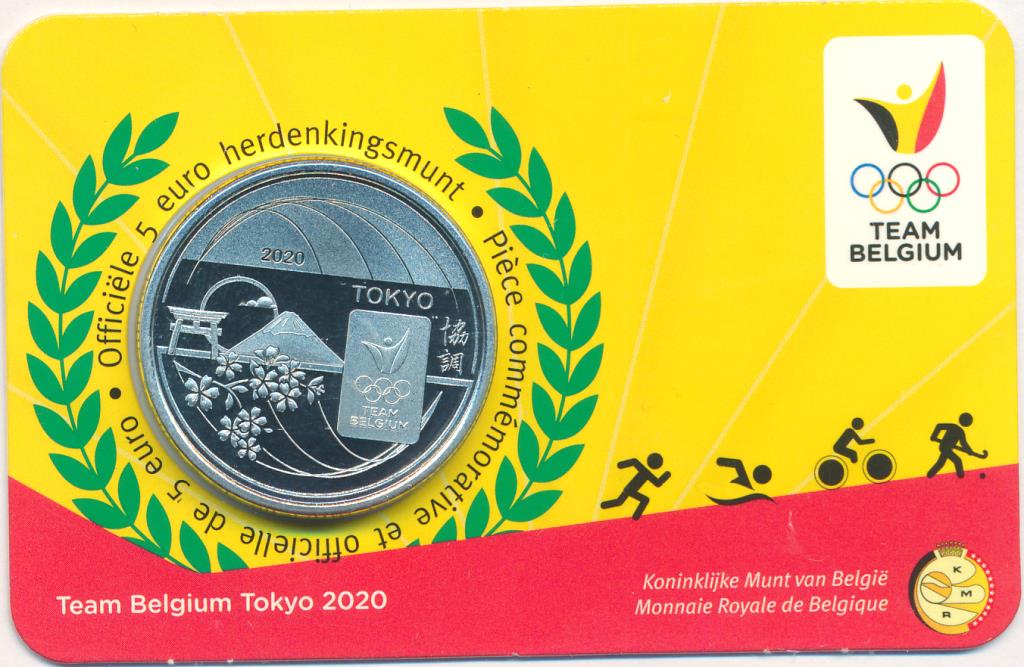 Officiële 5 euro herdenkingsmunt • Pièce commémorative et officielle de 5 euro •
2020
TOKYO
協
調
TEAM
BELGIUM
TEAM
BELGIUM
Team Belgium Tokyo 2020
Koninklijke Munt van België
Monnaie Royale de Belgique
K
M
R